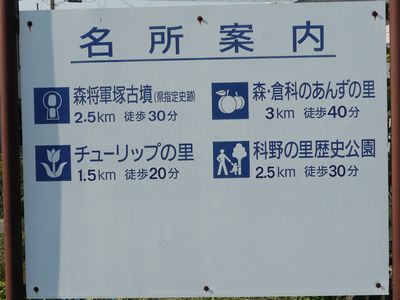 名所案内
森将軍塚古墳(県指定史跡)
2.5km 徒歩30分
森・倉科のあんずの里
3km 徒歩40分
チューリップの里
1.5km 徒歩20分
科野の里歴史公園
2.5km 徒歩30分